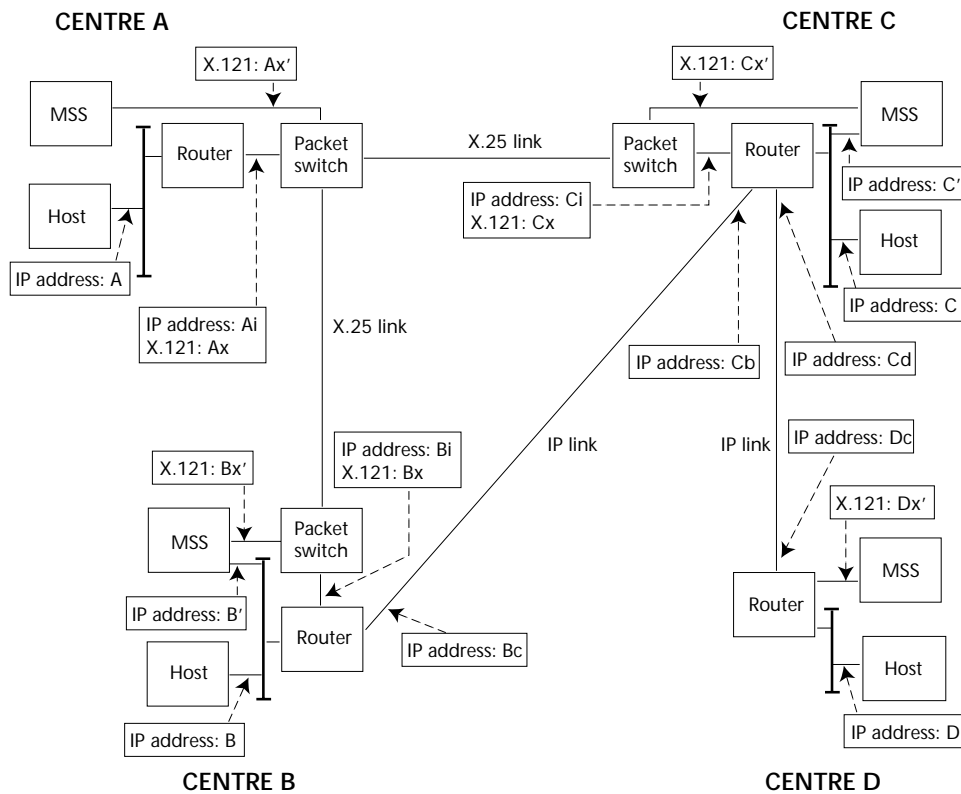 CENTRE A
CENTRE C
X.121: Ax′
X.121: Cx′
MSS
Router
Packet
switch
X.25 link
Packet
switch
Router
MSS
Host
IP address: A
IP address: Ai
X.121: Ax
IP address: Ci
X.121: Cx
IP address: C′
Host
IP address: C
X.25 link
IP address: Cb
IP address: Cd
IP link
IP link
IP address: Dc
X.121: Bx′
IP address: Bi
X.121: Bx
X.121: Dx′
MSS
Packet
switch
MSS
Router
IP address: B′
Router
IP address: Bc
Host
Host
IP address: B
IP address: D
CENTRE B
CENTRE D